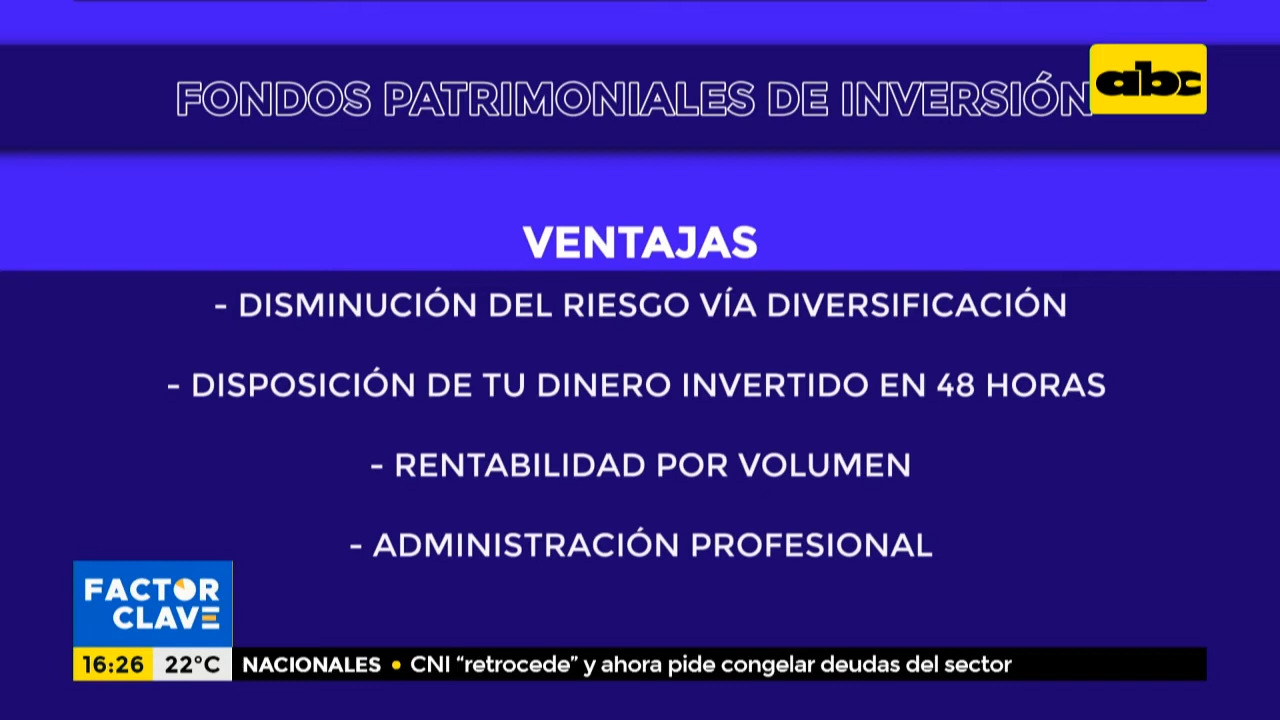 FONDOS PATRIMONIALES DE INVERSIÓN
abc
VENTAJAS
- DISMINUCIÓN DEL RIESGO VÍA DIVERSIFICACIÓN
- DISPOSICIÓN DE TU DINERO INVERTIDO EN 48 HORAS
- RENTABILIDAD POR VOLUMEN
- ADMINISTRACIÓN PROFESIONAL
FACTOR
CLAVE
16:26 22°C NACIONALES • CNI “retrocede” y ahora pide congelar deudas del sector